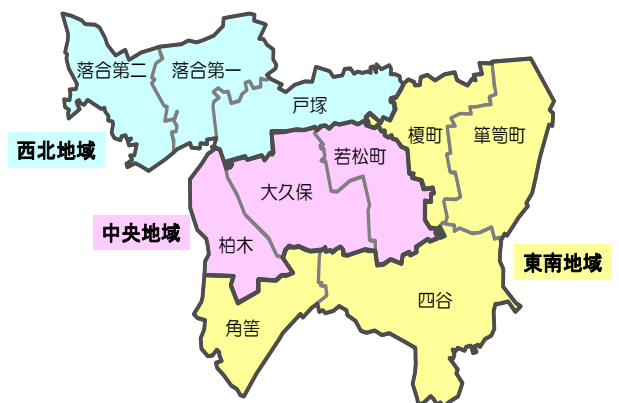 落合第二
落合第一
戸塚
榎町
箪笥町
西北地域
若松町
大久保
中央地域
柏木
東南地域
四谷
角筈